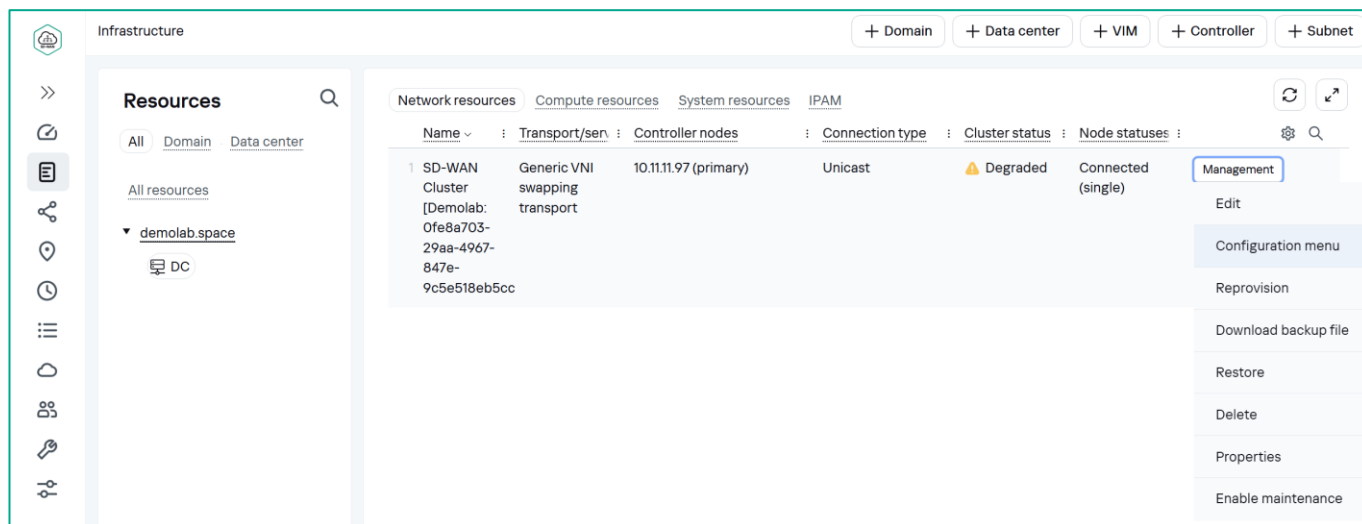 Infrastructure
+ Domain
+ Data center
+ VIM
+ Controller
+ Subnet
Resources
All
Domain
Data center
All resources
demolab.space
DC
Network resources
Compute resources
System resources
IPAM
Name
Transport/serv
Controller nodes
Connection type
Cluster status
Node statuses
1
SD-WAN
Cluster
[Demolab:
0fe8a703-
29aa-4967-
847e-
9c5e518eb5cc
Generic VNI
swapping
transport
10.11.11.97 (primary)
Unicast
Degraded
Connected
(single)
Management
Edit
Configuration menu
Reprovision
Download backup file
Restore
Delete
Properties
Enable maintenance